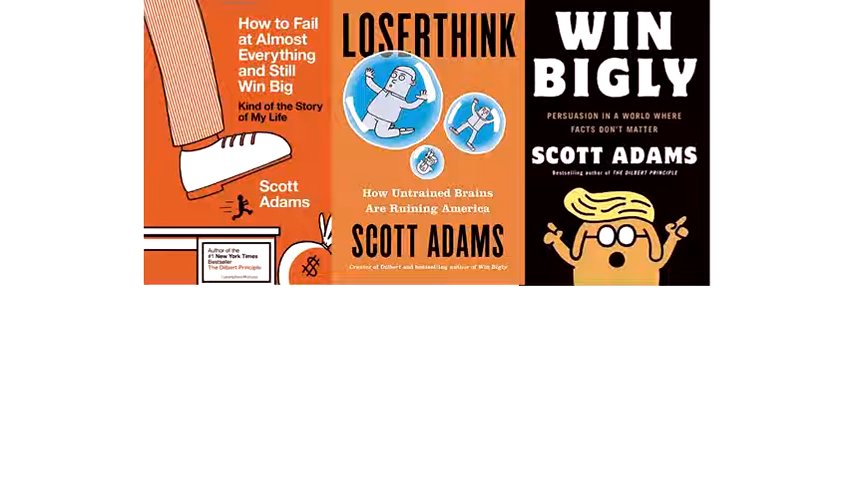 How to Fail
at Almost
Everything
and Still
Win Big
Kind of the Story
of My Life
Scott
Adams
Author of the
#1 New York Times
Bestseller
The Dilbert Principle
LOSERTHINK
How Untrained Brains
Are Ruining America
SCOTT ADAMS
Creator of Dilbert and bestselling author of Win Bigly
WIN
BIGLY
PERSUASION IN A WORLD WHERE
FACTS DON'T MATTER
SCOTT ADAMS
Bestselling author of THE DILBERT PRINCIPLE